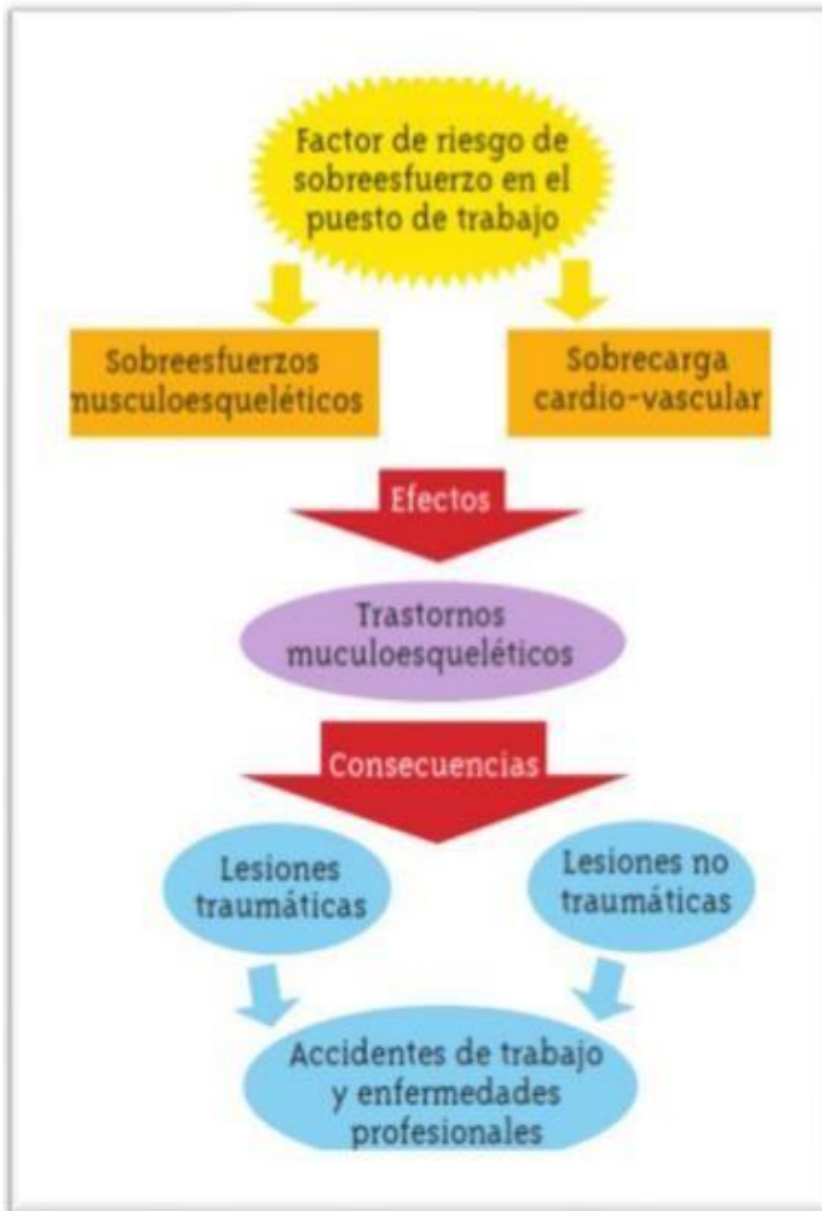 Factor de riesgo de
sobreesfuerzo en el
puesto de trabajo
Sobreesfuerzos
musculoesqueléticos
Sobrecarga
cardio-vascular
Efectos
Trastornos
muculoesqueléticos
Consecuencias
Lesiones
traumáticas
Lesiones no
traumáticas
Accidentes de trabajo
y enfermedades
profesionales